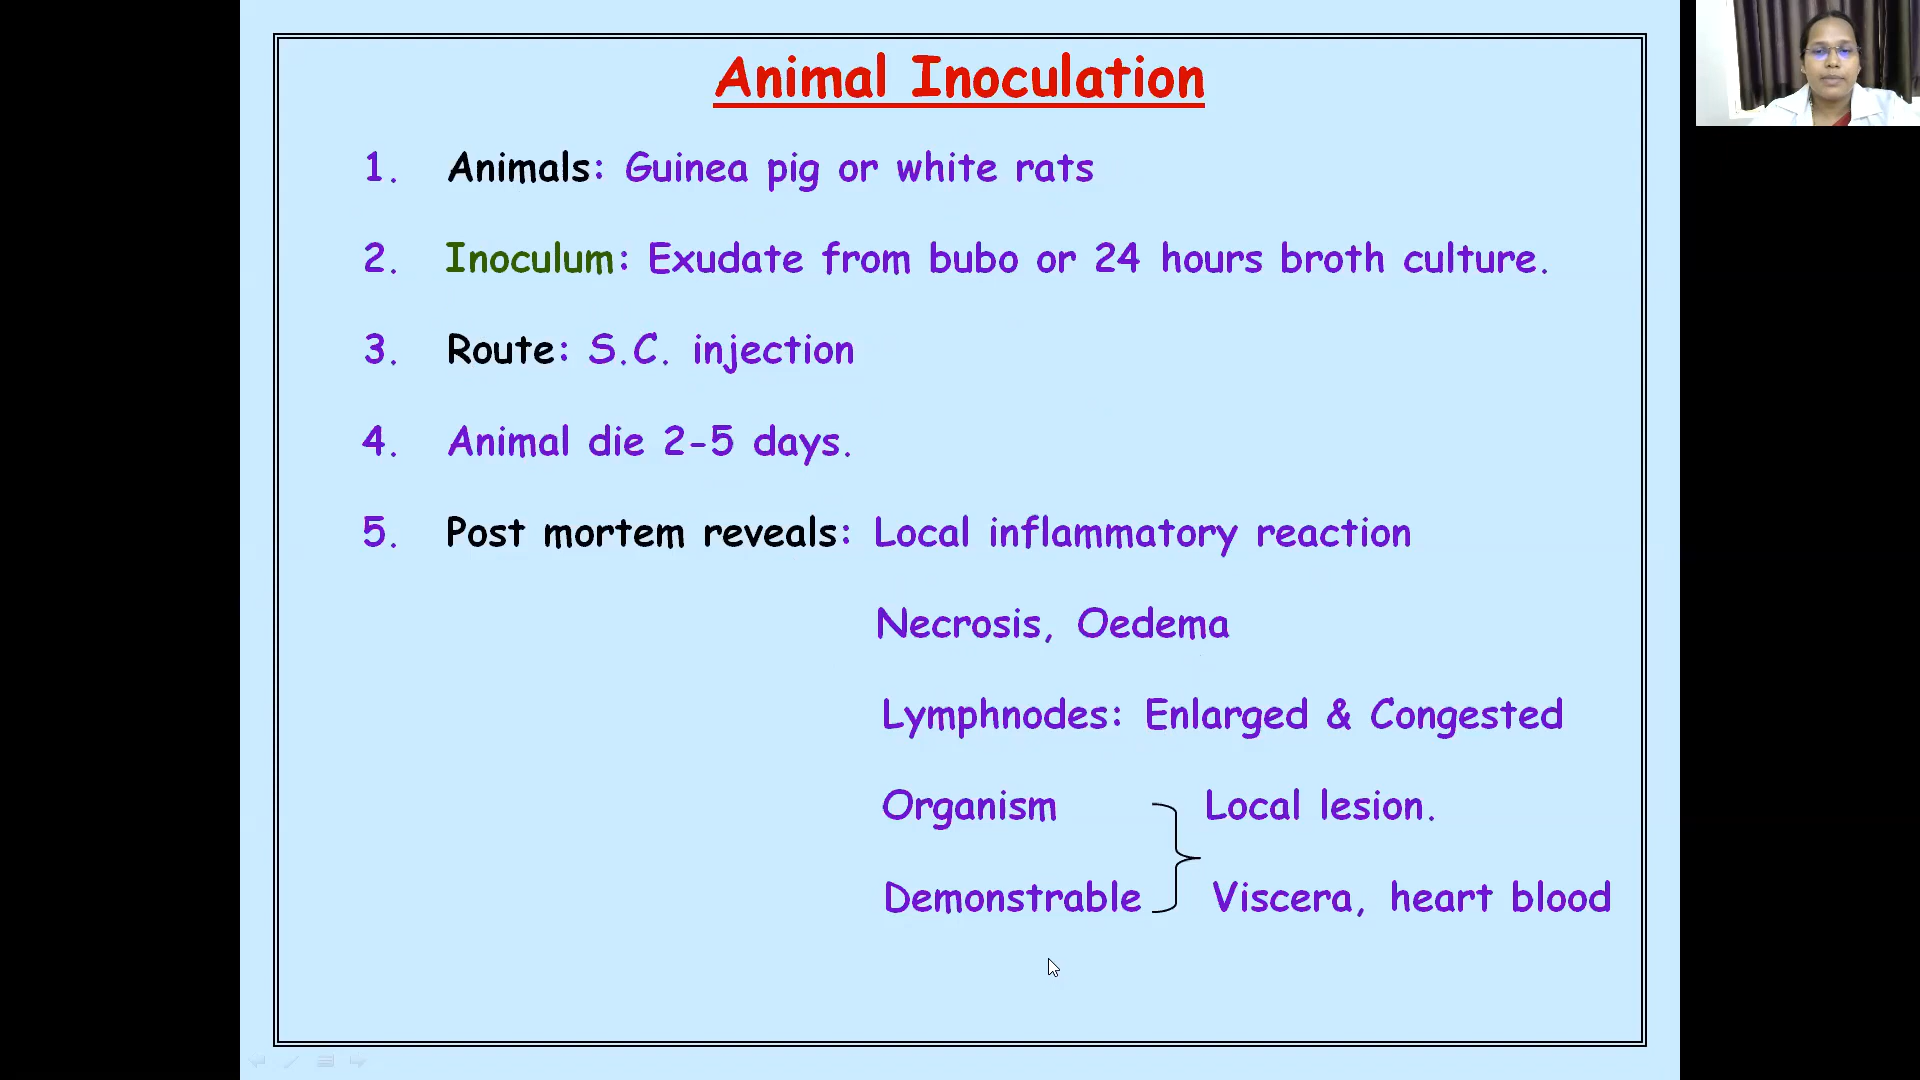 Animal Inoculation
1. Animals: Guinea pig or white rats
2. Inoculum: Exudate from bubo or 24 hours broth culture.
3. Route: S.C. injection
4. Animal die 2-5 days.
5. Post mortem reveals: Local inflammatory reaction
Necrosis, Oedema
Lymphnodes: Enlarged & Congested
Organism Local lesion.
Demonstrable Viscera, heart blood